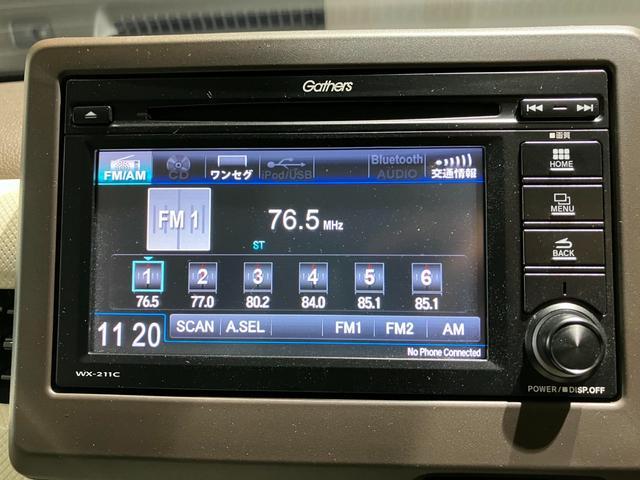 Gathers
■画質
FM/AM CD ワンセグ iPod/USB Bluetooth AUDIO 交通情報
HOME
FM 1 76.5 MHz
ST
MENU
BACK
1 2 3 4 5 6
76.5 77.0 80.2 84.0 85.1 85.1
11 20 SCAN A.SEL FM1 FM2 AM
No Phone Connected
WX-211C
POWER/■DISP.OFF